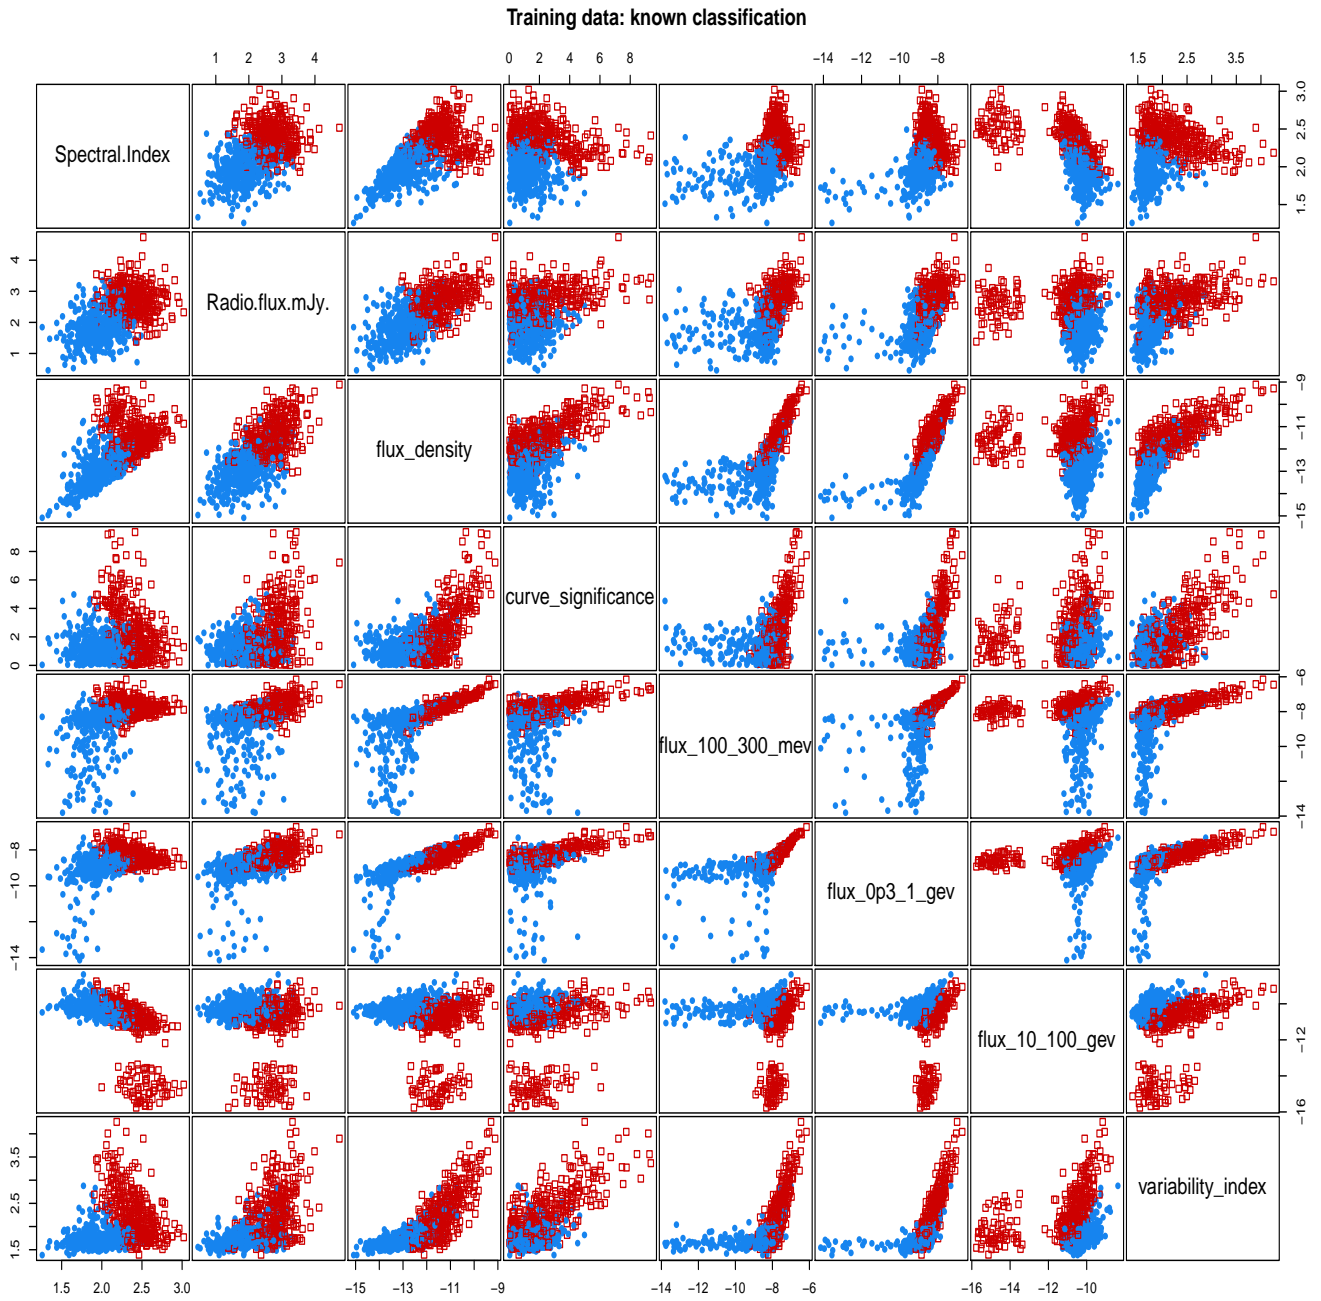 Training data: known classification
1 2 3 4
0 2 4 6 8
−14 −12 −10 −8
1.5 2.5 3.5
Spectral.Index
1.5 2.0 2.5 3.0
1 2 3 4
Radio.flux.mJy.
flux_density
−15 −13 −11 −9
0 2 4 6 8
curve_significance
flux_100_300_mev
−14 −10 −8 −6
−14 −10 −8
flux_0p3_1_gev
flux_10_100_gev
−16 −12
1.5 2.5 3.5
variability_index
1.5 2.0 2.5 3.0
−15 −13 −11 −9
−14 −12 −10 −8 −6
−16 −14 −12 −10